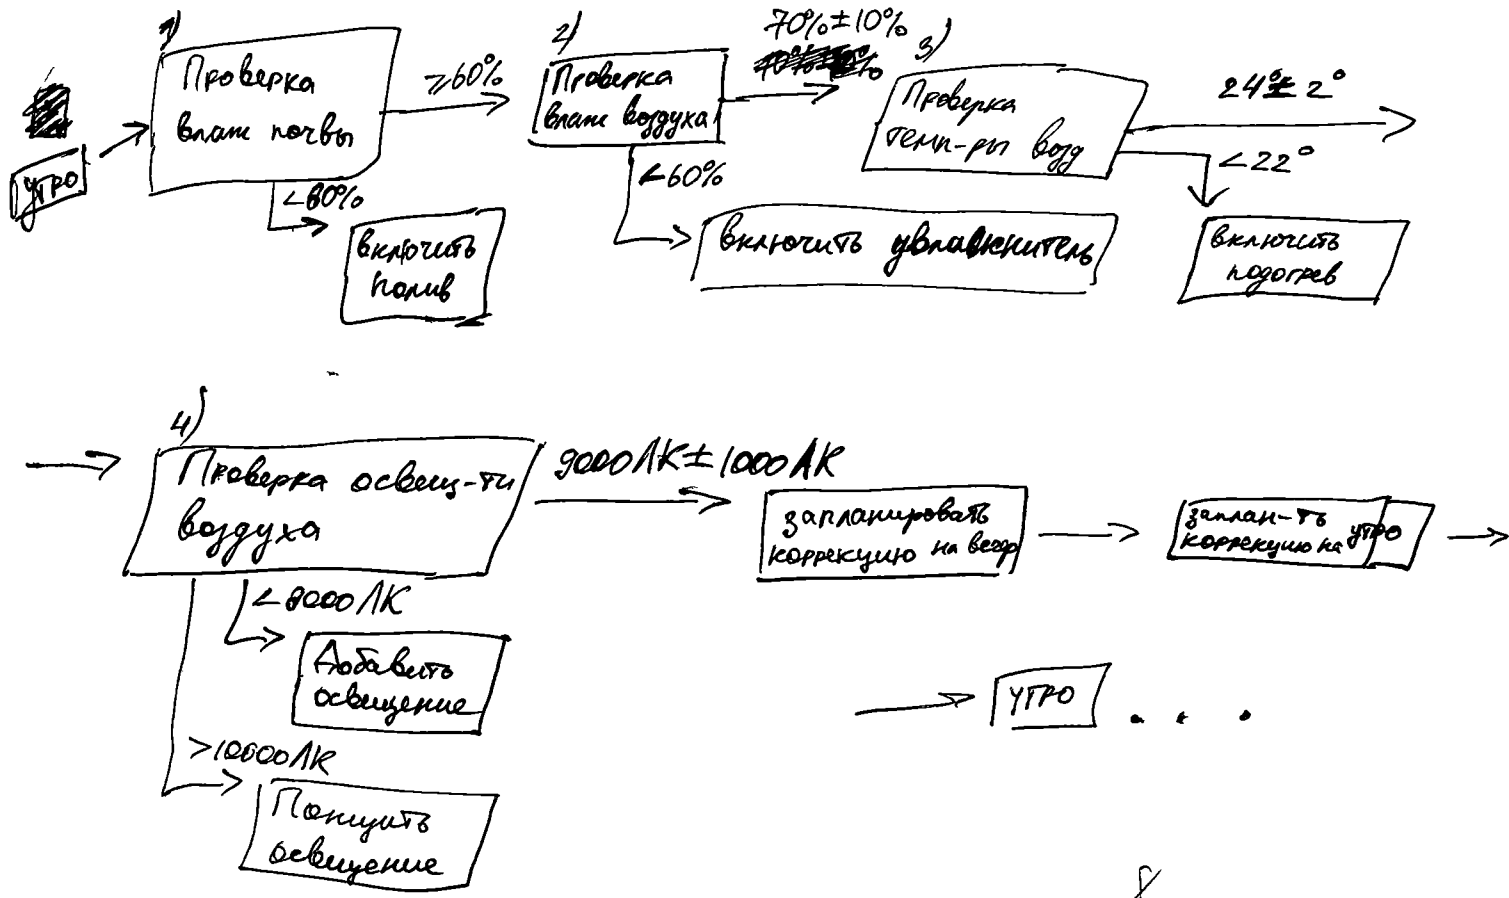 1)
Проверка
влаж почвы
утро
≥60%
<60%
включить
полив
2)
Проверка
влаж воздуха
70%±10%
<60%
включить увлажнитель
3)
Проверка
темп-ры возд
24°±2°
<22°
включить
подогрев
4)
Проверка освещ-ти
воздуха
9000ЛК±1000ЛК
<8000ЛК
Добавить
освещение
>10000ЛК
Понизить
освещение
запланировать
коррекцию на вечер
заплан-ть
коррекцию на утро
утро . . .